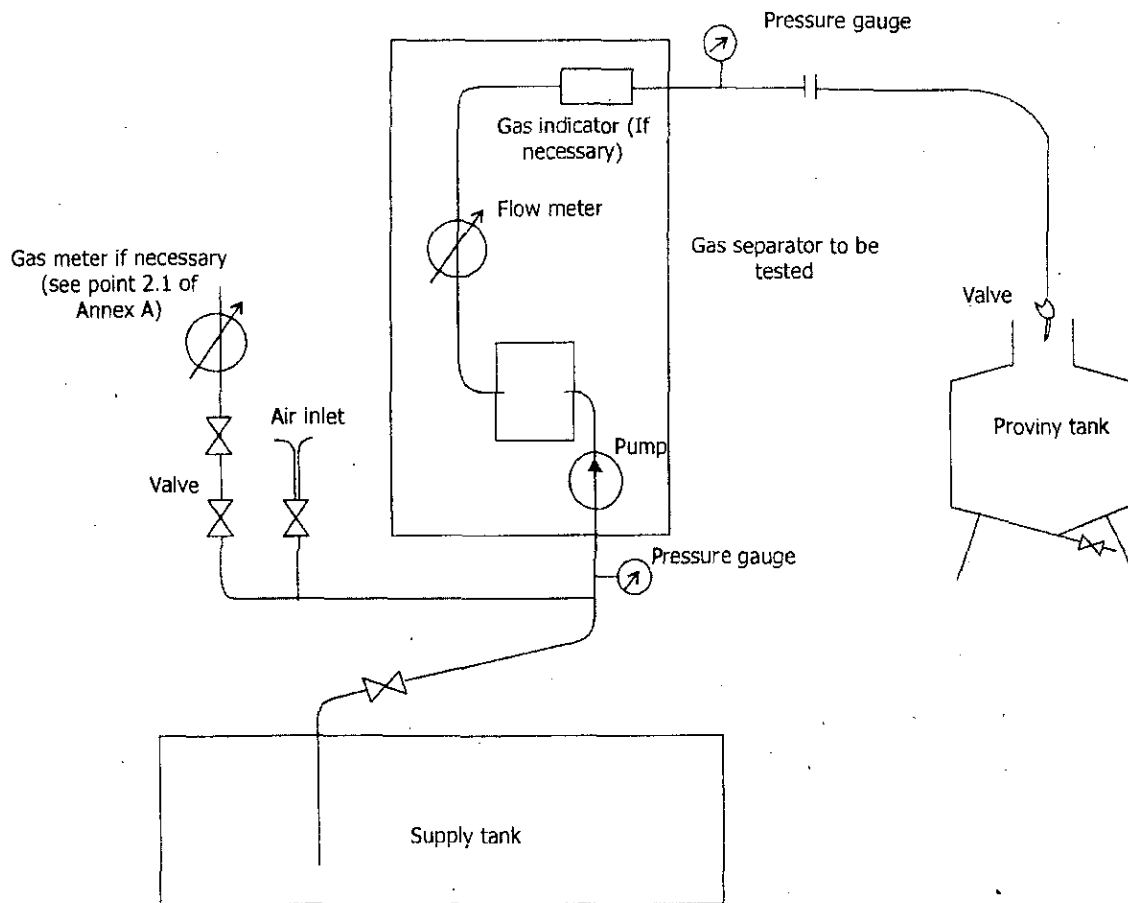 Pressure gauge
Gas indicator (If
necessary)
Flow meter
Gas separator to be
tested
Gas meter if necessary
(see point 2.1 of
Annex A)
Valve
Air inlet
Proviny tank
Pump
Valve
Pressure gauge
Supply tank